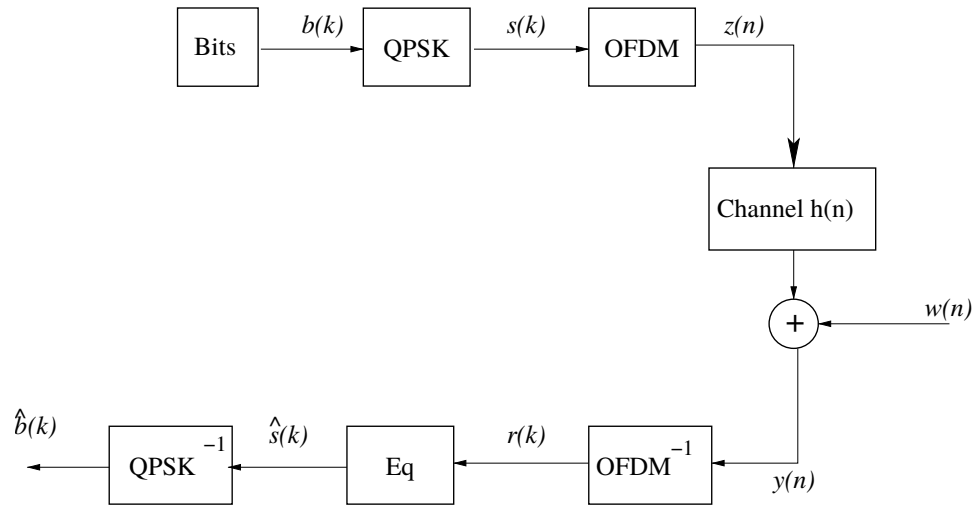 b(k) s(k) z(n)
Bits QPSK OFDM
Channel h(n)
+ w(n)
b̂(k) ŝ(k) r(k)
QPSK⁻¹ Eq OFDM⁻¹
y(n)